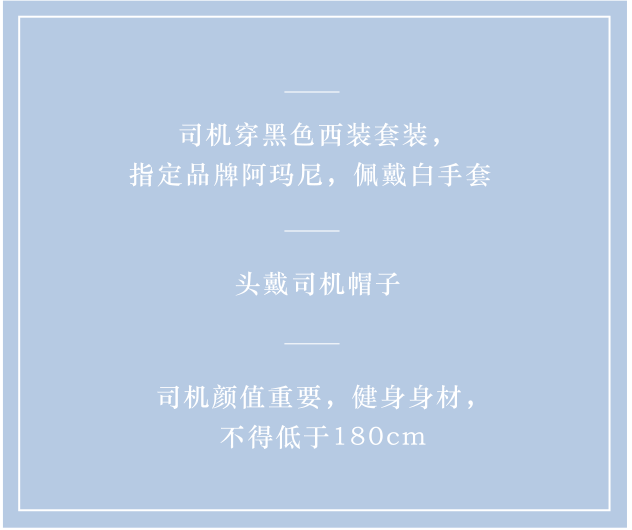 司机穿黑色西装套装，
指定品牌阿玛尼，佩戴白手套
头戴司机帽子
司机颜值重要，健身身材，
不得低于180cm